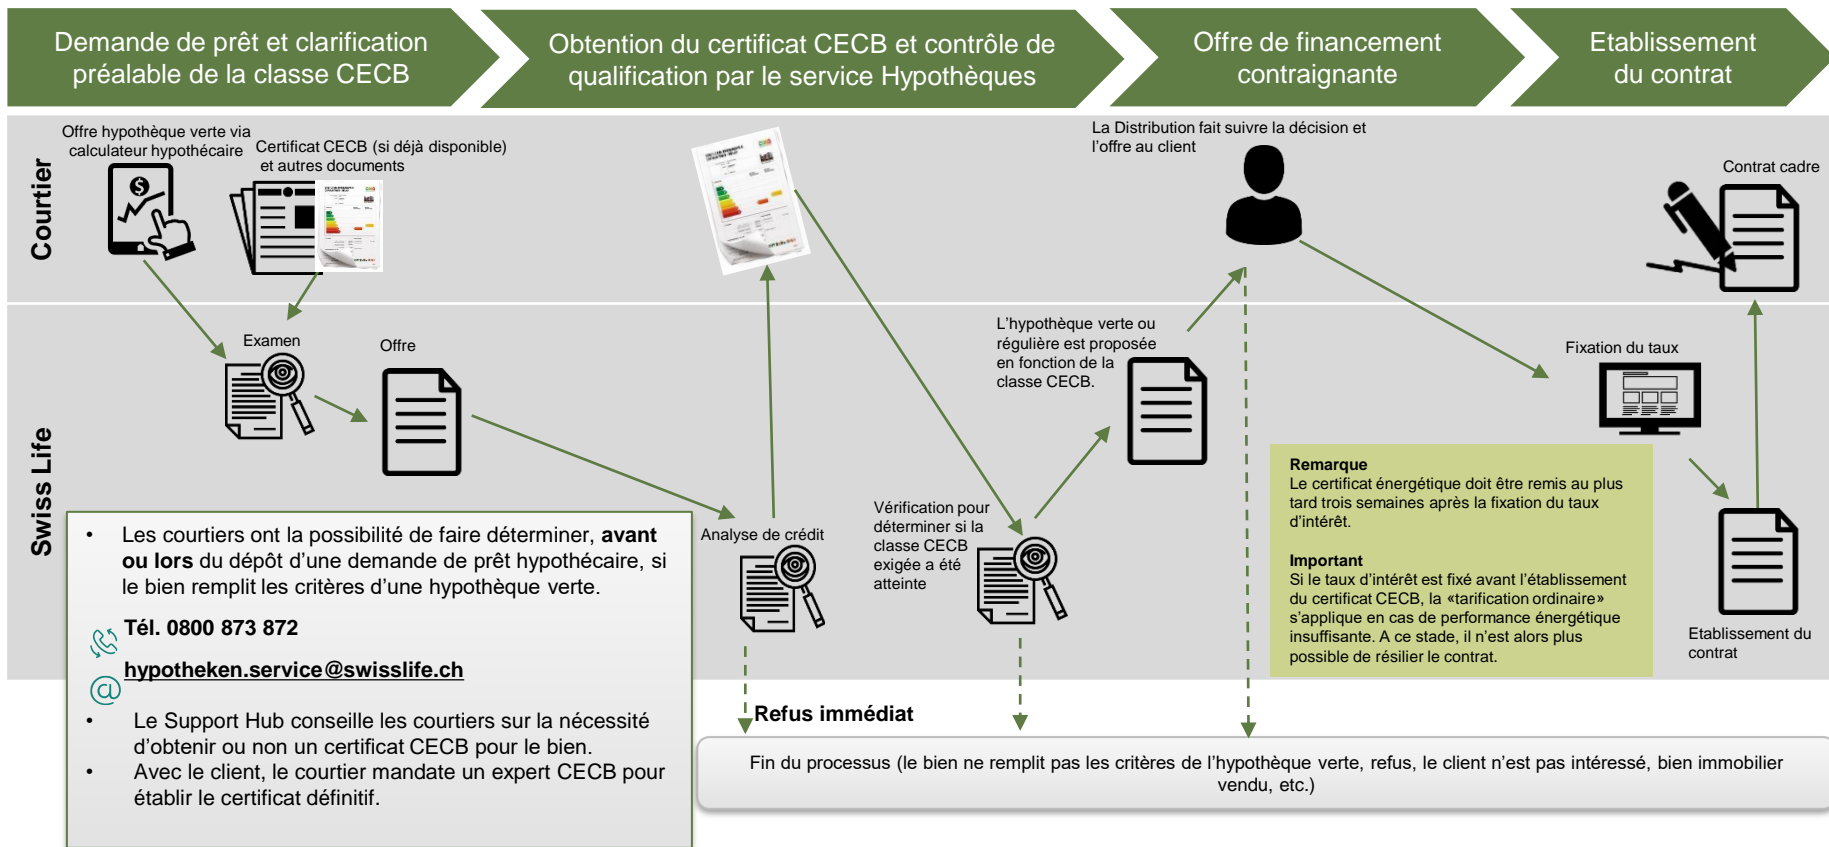 Demande de prêt et clarification
préalable de la classe CECB
Obtention du certificat CECB et contrôle de
qualification par le service Hypothèques
Offre de financement
contraignante
Etablissement
du contrat
Courtier
Offre hypothèque verte via
calculateur hypothécaire
Certificat CECB (si déjà disponible)
et autres documents
La Distribution fait suivre la décision et
l'offre au client
Contrat cadre
Swiss Life
Examen
Offre
Analyse de crédit
Vérification pour
déterminer si la
classe CECB
exigée a été
atteinte
L'hypothèque verte ou
régulière est proposée
en fonction de la
classe CECB.
Fixation du taux
Etablissement du
contrat
Remarque
Le certificat énergétique doit être remis au plus
tard trois semaines après la fixation du taux
d'intérêt.
Important
Si le taux d'intérêt est fixé avant l'établissement
du certificat CECB, la «tarification ordinaire»
s'applique en cas de performance énergétique
insuffisante. A ce stade, il n'est alors plus
possible de résilier le contrat.
• Les courtiers ont la possibilité de faire déterminer, avant
ou lors du dépôt d'une demande de prêt hypothécaire, si
le bien remplit les critères d'une hypothèque verte.
Tél. 0800 873 872
hypotheken.service@swisslife.ch
• Le Support Hub conseille les courtiers sur la nécessité
d'obtenir ou non un certificat CECB pour le bien.
• Avec le client, le courtier mandate un expert CECB pour
établir le certificat définitif.
Refus immédiat
Fin du processus (le bien ne remplit pas les critères de l'hypothèque verte, refus, le client n'est pas intéressé, bien immobilier
vendu, etc.)